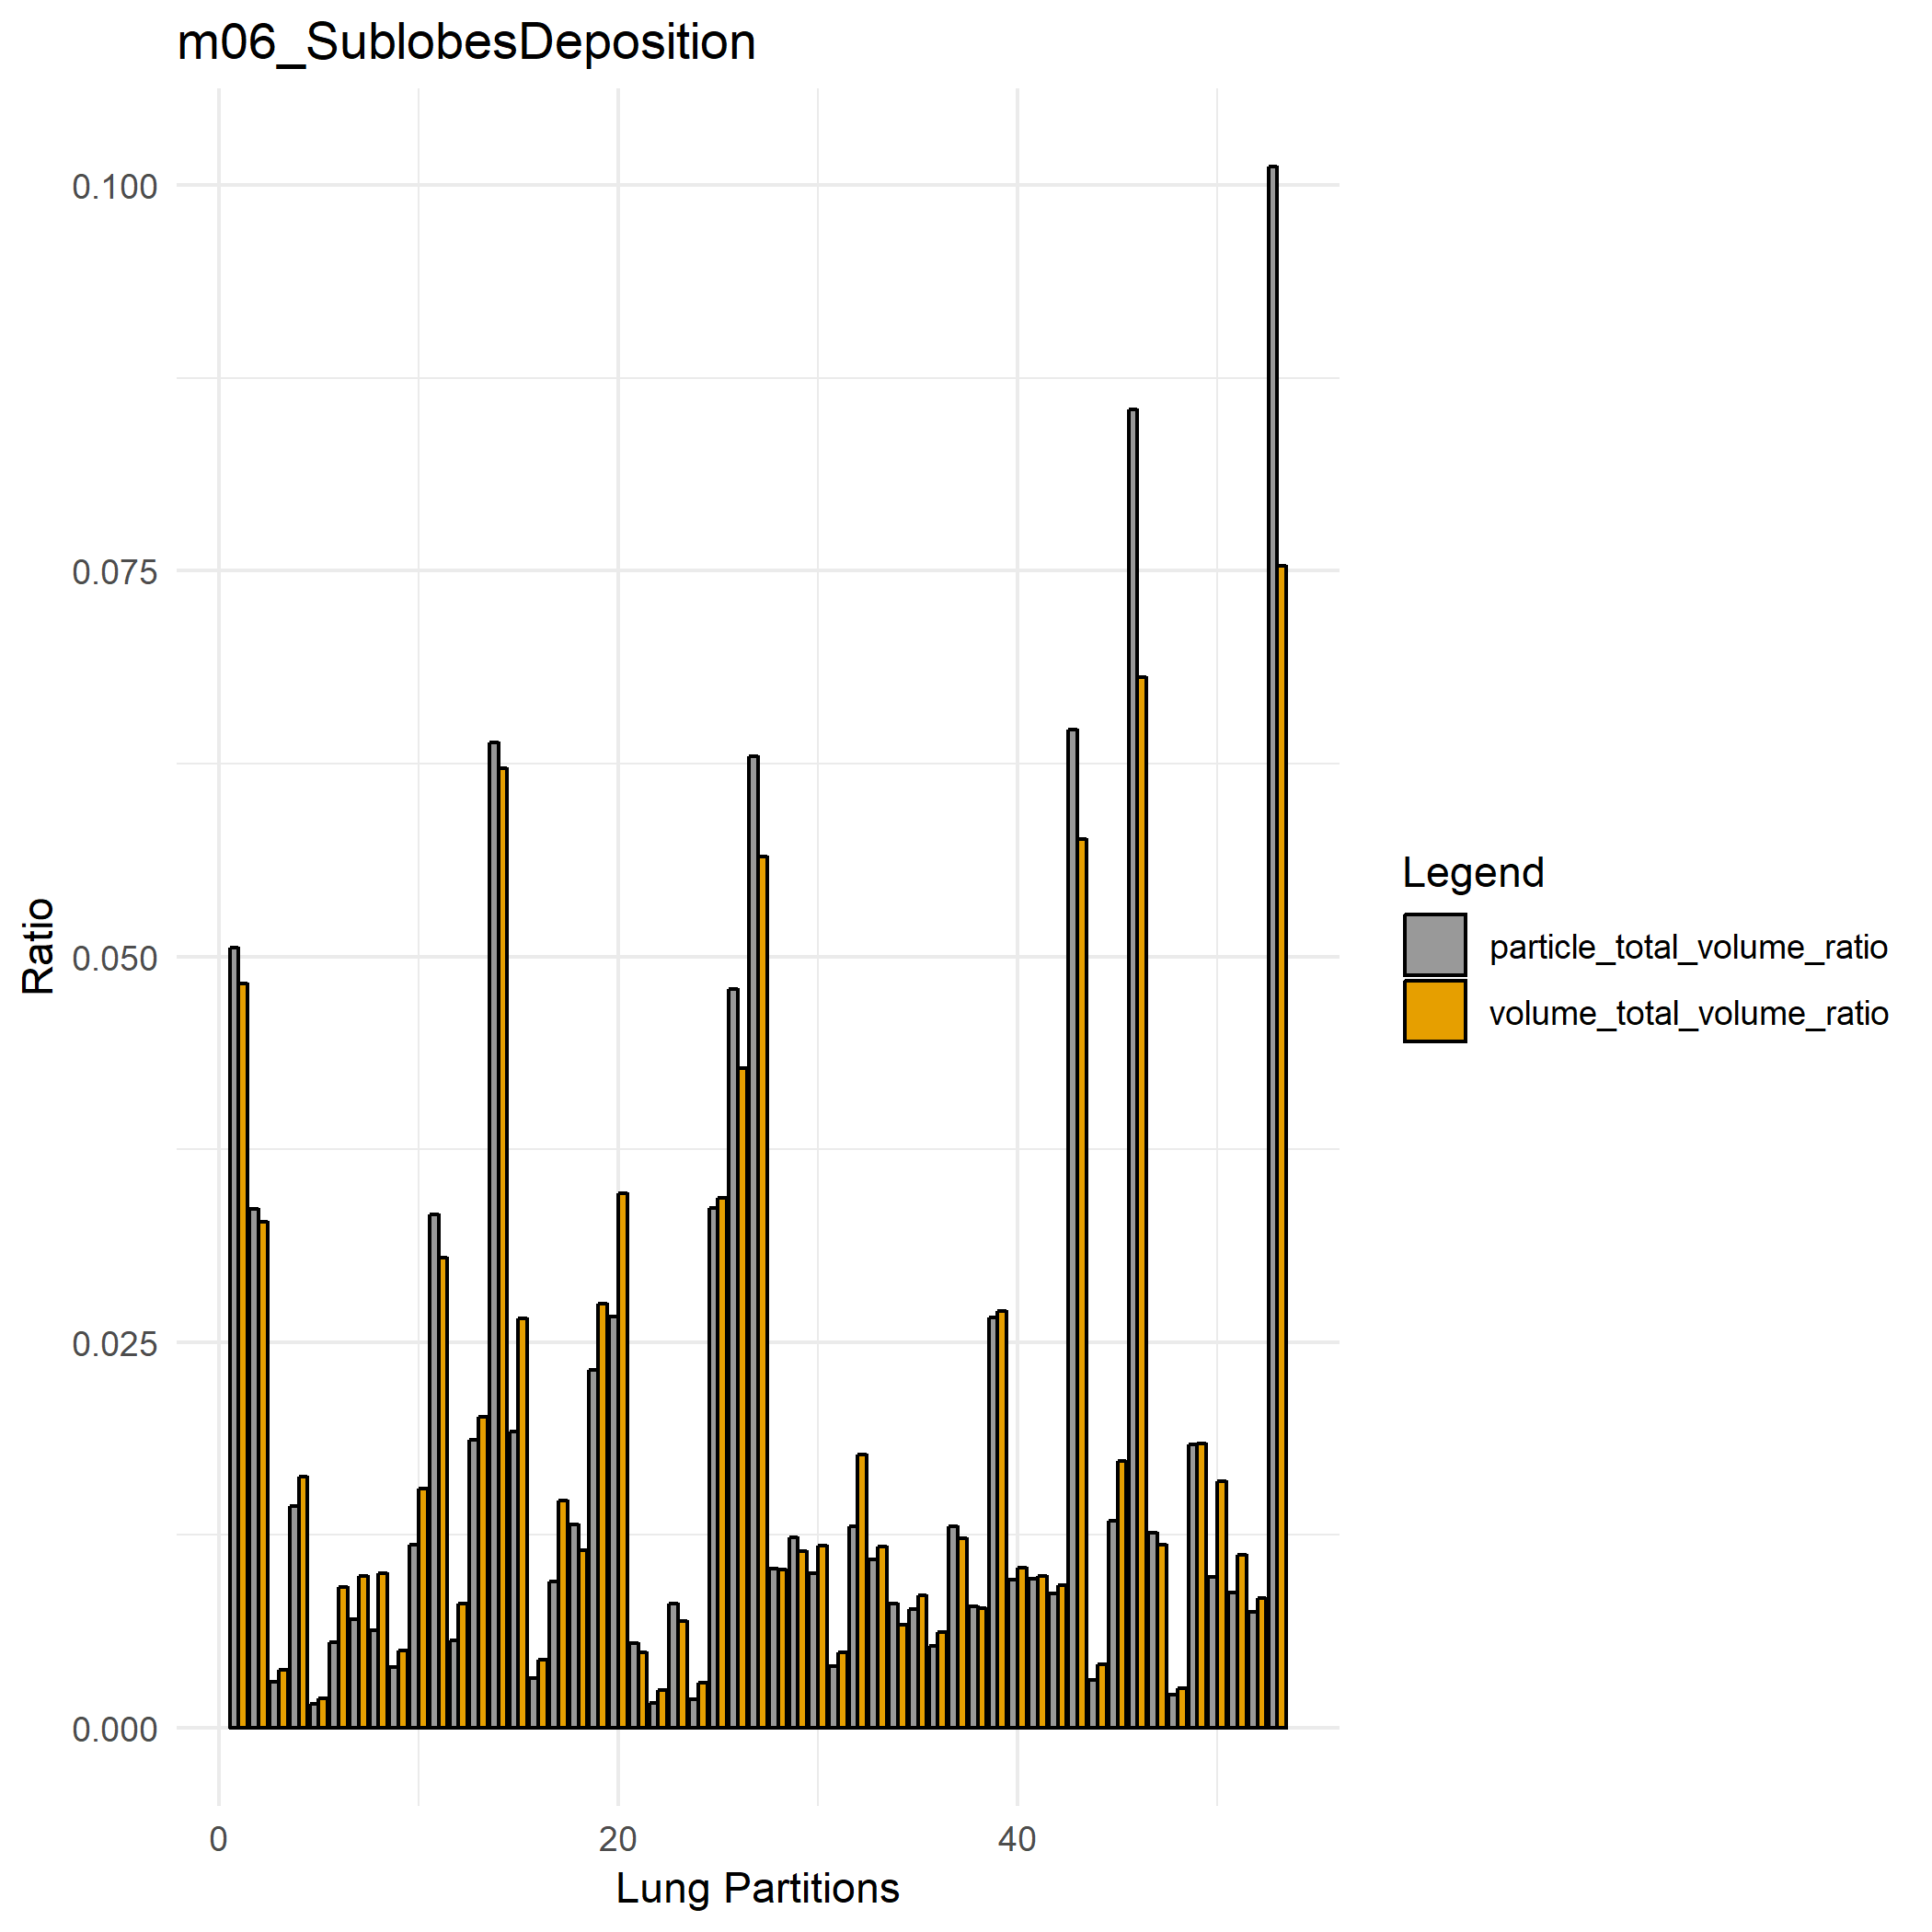 m06_SublobesDeposition
0.100
0.075
0.050
0.025
0.000
Ratio
0
20
40
Lung Partitions
Legend
particle_total_volume_ratio
volume_total_volume_ratio